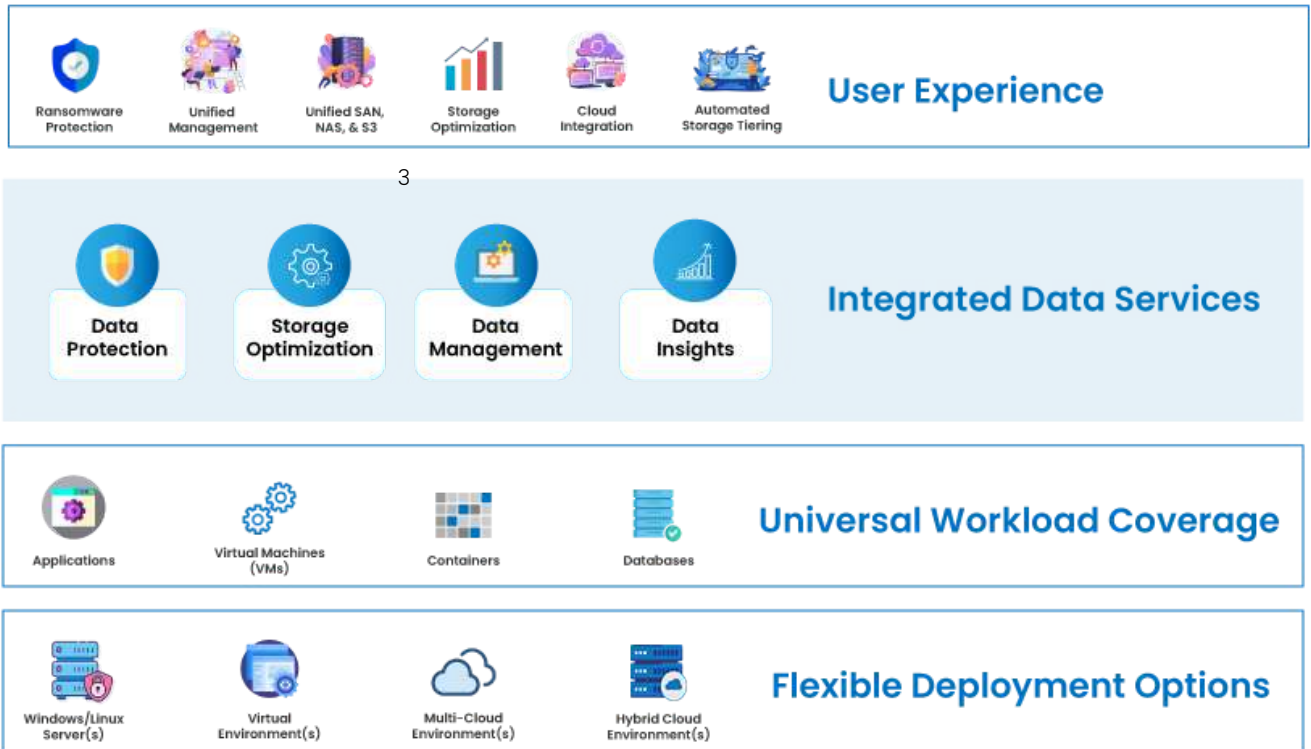 Ransomware
Protection
Unified
Management
Unified SAN,
NAS, & S3
Storage
Optimization
Cloud
Integration
Automated
Storage Tiering
User Experience
3
Data
Protection
Storage
Optimization
Data
Management
Data
Insights
Integrated Data Services
Applications
Virtual Machines
(VMs)
Containers
Databases
Universal Workload Coverage
Windows/Linux
Server(s)
Virtual
Environment(s)
Multi-Cloud
Environment(s)
Hybrid Cloud
Environment(s)
Flexible Deployment Options